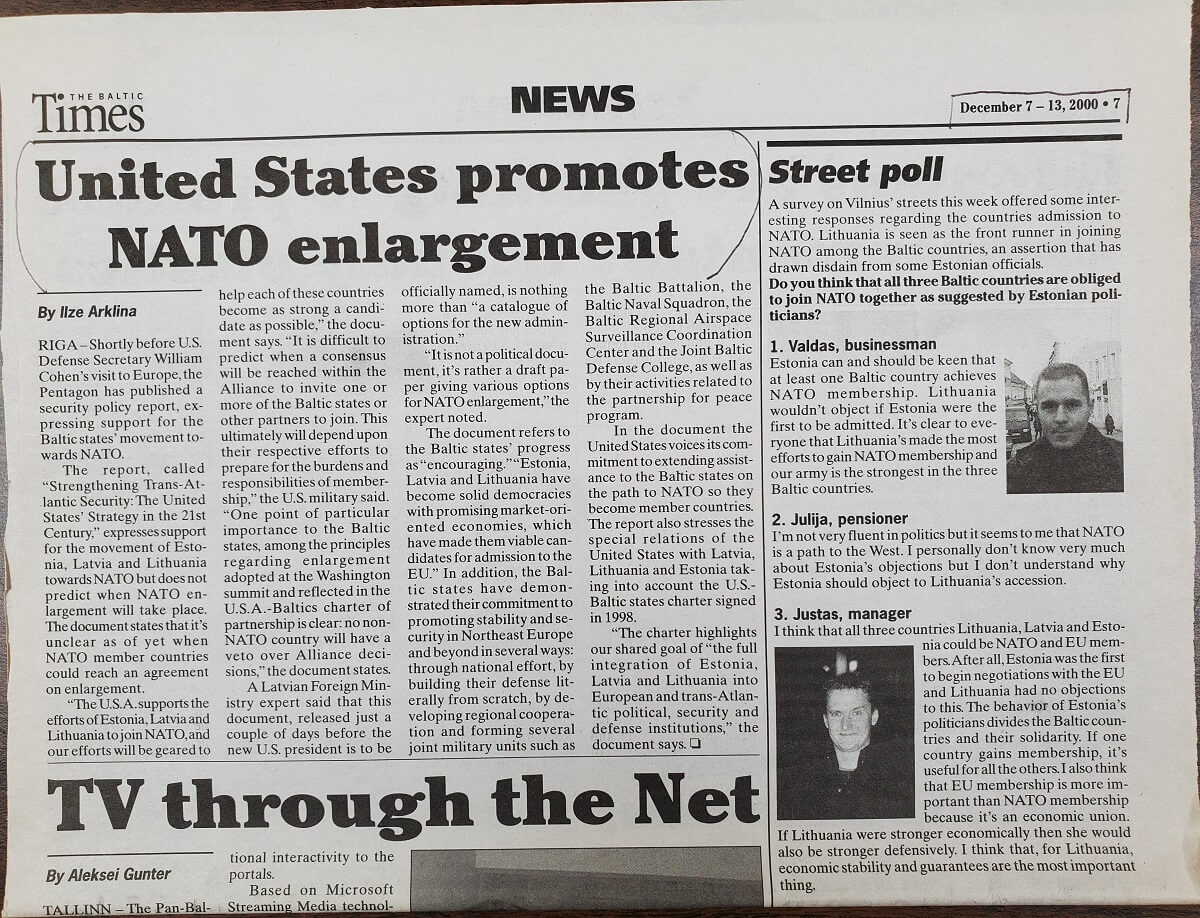 THE BALTIC
Times
NEWS
December 7 – 13, 2000 • 7
United States promotes
NATO enlargement
By Ilze Arklina
RIGA – Shortly before U.S.
Defense Secretary William
Cohen's visit to Europe, the
Pentagon has published a
security policy report, ex-
pressing support for the
Baltic states' movement to-
wards NATO.
The report, called
"Strengthening Trans-At-
lantic Security: The United
States' Strategy in the 21st
Century," expresses support
for the movement of Esto-
nia, Latvia and Lithuania
towards NATO but does not
predict when NATO en-
largement will take place.
The document states that it's
unclear as of yet when
NATO member countries
could reach an agreement
on enlargement.
"The U.S.A. supports the
efforts of Estonia, Latvia and
Lithuania to join NATO, and
our efforts will be geared to
help each of these countries
become as strong a candi-
date as possible," the docu-
ment says. "It is difficult to
predict when a consensus
will be reached within the
Alliance to invite one or
more of the Baltic states or
other partners to join. This
ultimately will depend upon
their respective efforts to
prepare for the burdens and
responsibilities of member-
ship," the U.S. military said.
"One point of particular
importance to the Baltic
states, among the principles
regarding enlargement
adopted at the Washington
summit and reflected in the
U.S.A.-Baltics charter of
partnership is clear: no non-
NATO country will have a
veto over Alliance deci-
sions," the document states.
A Latvian Foreign Min-
istry expert said that this
document, released just a
couple of days before the
new U.S. president is to be
officially named, is nothing
more than "a catalogue of
options for the new admin-
istration."
"It is not a political docu-
ment, it's rather a draft pa-
per giving various options
for NATO enlargement," the
expert noted.
The document refers to
the Baltic states' progress
as "encouraging." "Estonia,
Latvia and Lithuania have
become solid democracies
with promising market-ori-
ented economies, which
have made them viable can-
didates for admission to the
EU." In addition, the Bal-
tic states have demon-
strated their commitment to
promoting stability and se-
curity in Northeast Europe
and beyond in several ways:
through national effort, by
building their defense lit-
erally from scratch, by de-
veloping regional coopera-
tion and forming several
joint military units such as
the Baltic Battalion, the
Baltic Naval Squadron, the
Baltic Regional Airspace
Surveillance Coordination
Center and the Joint Baltic
Defense College, as well as
by their activities related to
the partnership for peace
program.
In the document the
United States voices its com-
mitment to extending assist-
ance to the Baltic states on
the path to NATO so they
become member countries.
The report also stresses the
special relations of the
United States with Latvia,
Lithuania and Estonia tak-
ing into account the U.S.-
Baltic states charter signed
in 1998.
"The charter highlights
our shared goal of "the full
integration of Estonia,
Latvia and Lithuania into
European and trans-Atlan-
tic political, security and
defense institutions," the
document says. ❏
Street poll
A survey on Vilnius' streets this week offered some inter-
esting responses regarding the countries admission to
NATO. Lithuania is seen as the front runner in joining
NATO among the Baltic countries, an assertion that has
drawn disdain from some Estonian officials.
Do you think that all three Baltic countries are obliged
to join NATO together as suggested by Estonian poli-
ticians?
1. Valdas, businessman
Estonia can and should be keen that
at least one Baltic country achieves
NATO membership. Lithuania
wouldn't object if Estonia were the
first to be admitted. It's clear to eve-
ryone that Lithuania's made the most
efforts to gain NATO membership and
our army is the strongest in the three
Baltic countries.
2. Julija, pensioner
I'm not very fluent in politics but it seems to me that NATO
is a path to the West. I personally don't know very much
about Estonia's objections but I don't understand why
Estonia should object to Lithuania's accession.
3. Justas, manager
I think that all three countries Lithuania, Latvia and Esto-
nia could be NATO and EU mem-
bers. After all, Estonia was the first
to begin negotiations with the EU
and Lithuania had no objections
to this. The behavior of Estonia's
politicians divides the Baltic coun-
tries and their solidarity. If one
country gains membership, it's
useful for all the others. I also think
that EU membership is more im-
portant than NATO membership
because it's an economic union.
If Lithuania were stronger economically then she would
also be stronger defensively. I think that, for Lithuania,
economic stability and guarantees are the most important
thing.
TV through the Net
By Aleksei Gunter
TALLINN – The Pan-Bal-
tional interactivity to the
portals.
Based on Microsoft
Streaming Media technol-